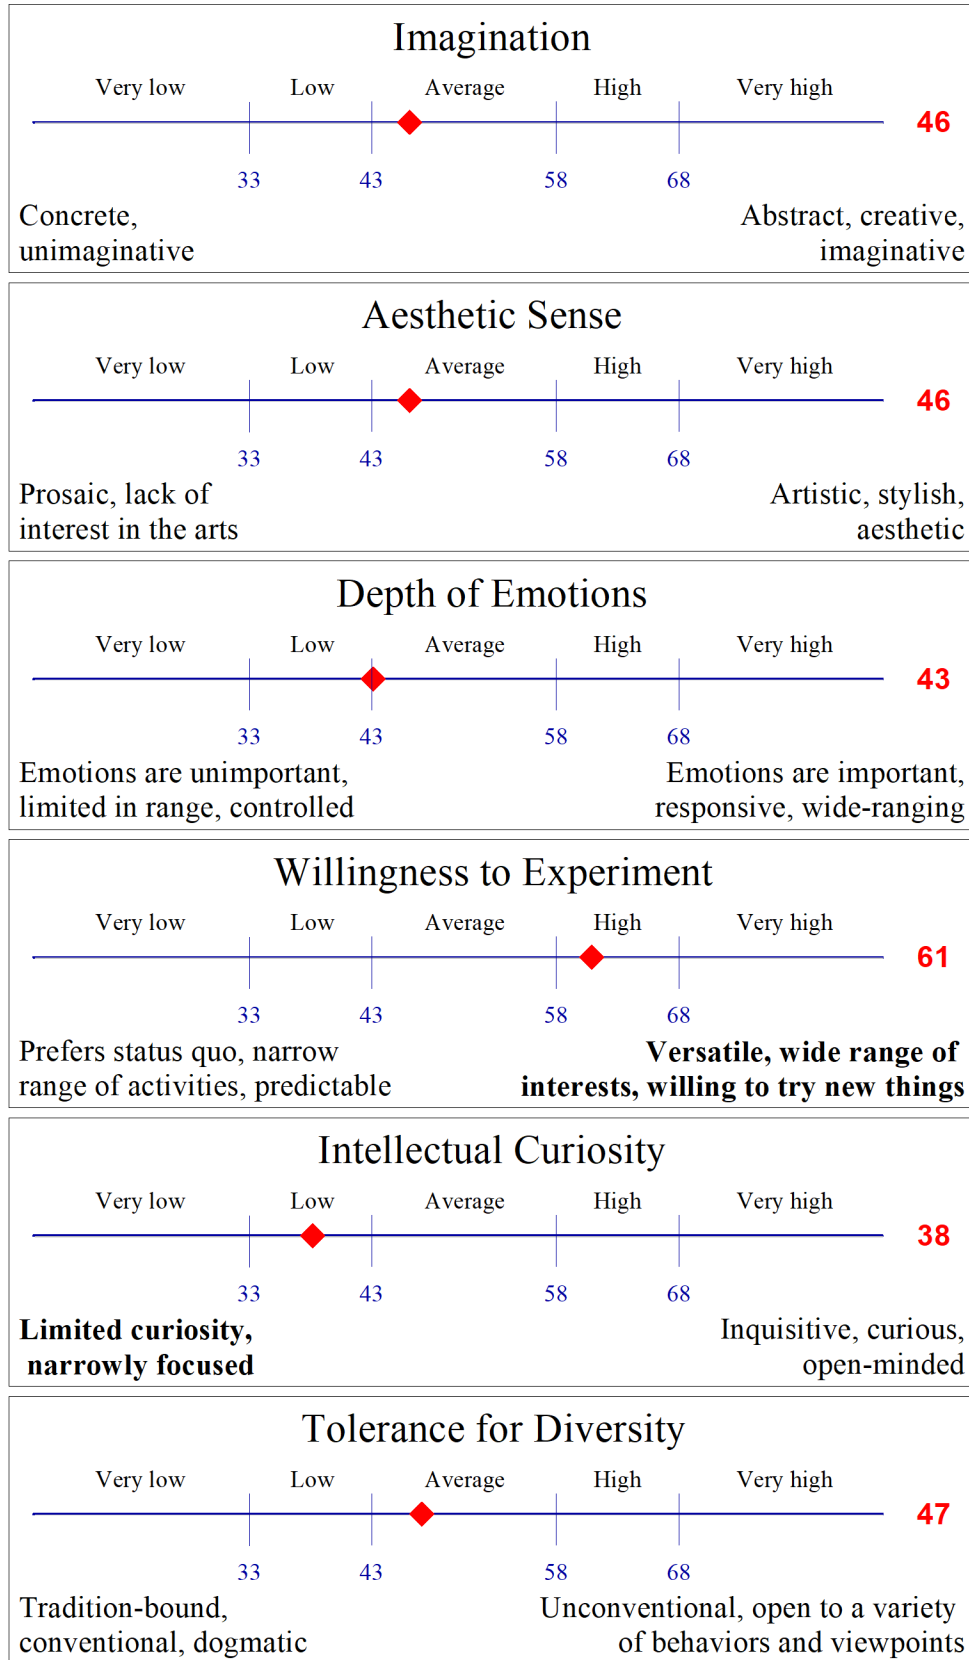 Imagination
Very low Low Average High Very high
46
33 43 58 68
Concrete, Abstract, creative,
unimaginative imaginative
Aesthetic Sense
Very low Low Average High Very high
46
33 43 58 68
Prosaic, lack of Artistic, stylish,
interest in the arts aesthetic
Depth of Emotions
Very low Low Average High Very high
43
33 43 58 68
Emotions are unimportant, Emotions are important,
limited in range, controlled responsive, wide-ranging
Willingness to Experiment
Very low Low Average High Very high
61
33 43 58 68
Prefers status quo, narrow Versatile, wide range of
range of activities, predictable interests, willing to try new things
Intellectual Curiosity
Very low Low Average High Very high
38
33 43 58 68
Limited curiosity, Inquisitive, curious,
narrowly focused open-minded
Tolerance for Diversity
Very low Low Average High Very high
47
33 43 58 68
Tradition-bound, Unconventional, open to a variety
conventional, dogmatic of behaviors and viewpoints